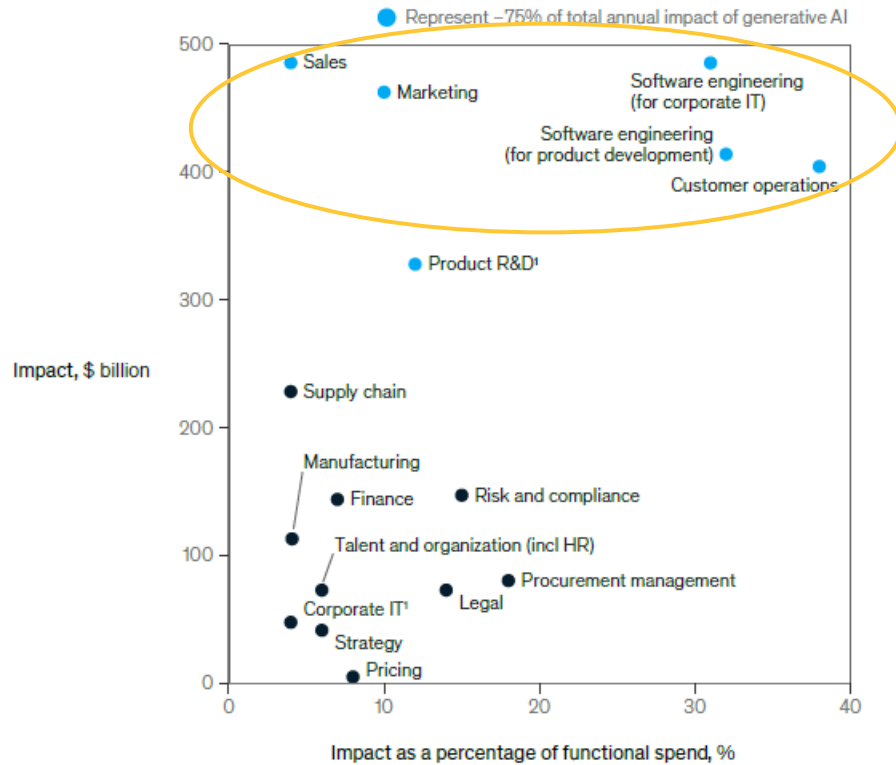 Represent ~75% of total annual impact of generative AI
500
Sales
Marketing
Software engineering
(for corporate IT)
Software engineering
(for product development)
400
Customer operations
Product R&D¹
300
Impact, $ billion
Supply chain
200
Manufacturing
Finance
Risk and compliance
100
Talent and organization (incl HR)
Procurement management
Legal
Corporate IT¹
Strategy
Pricing
0
0
10
20
30
40
Impact as a percentage of functional spend, %